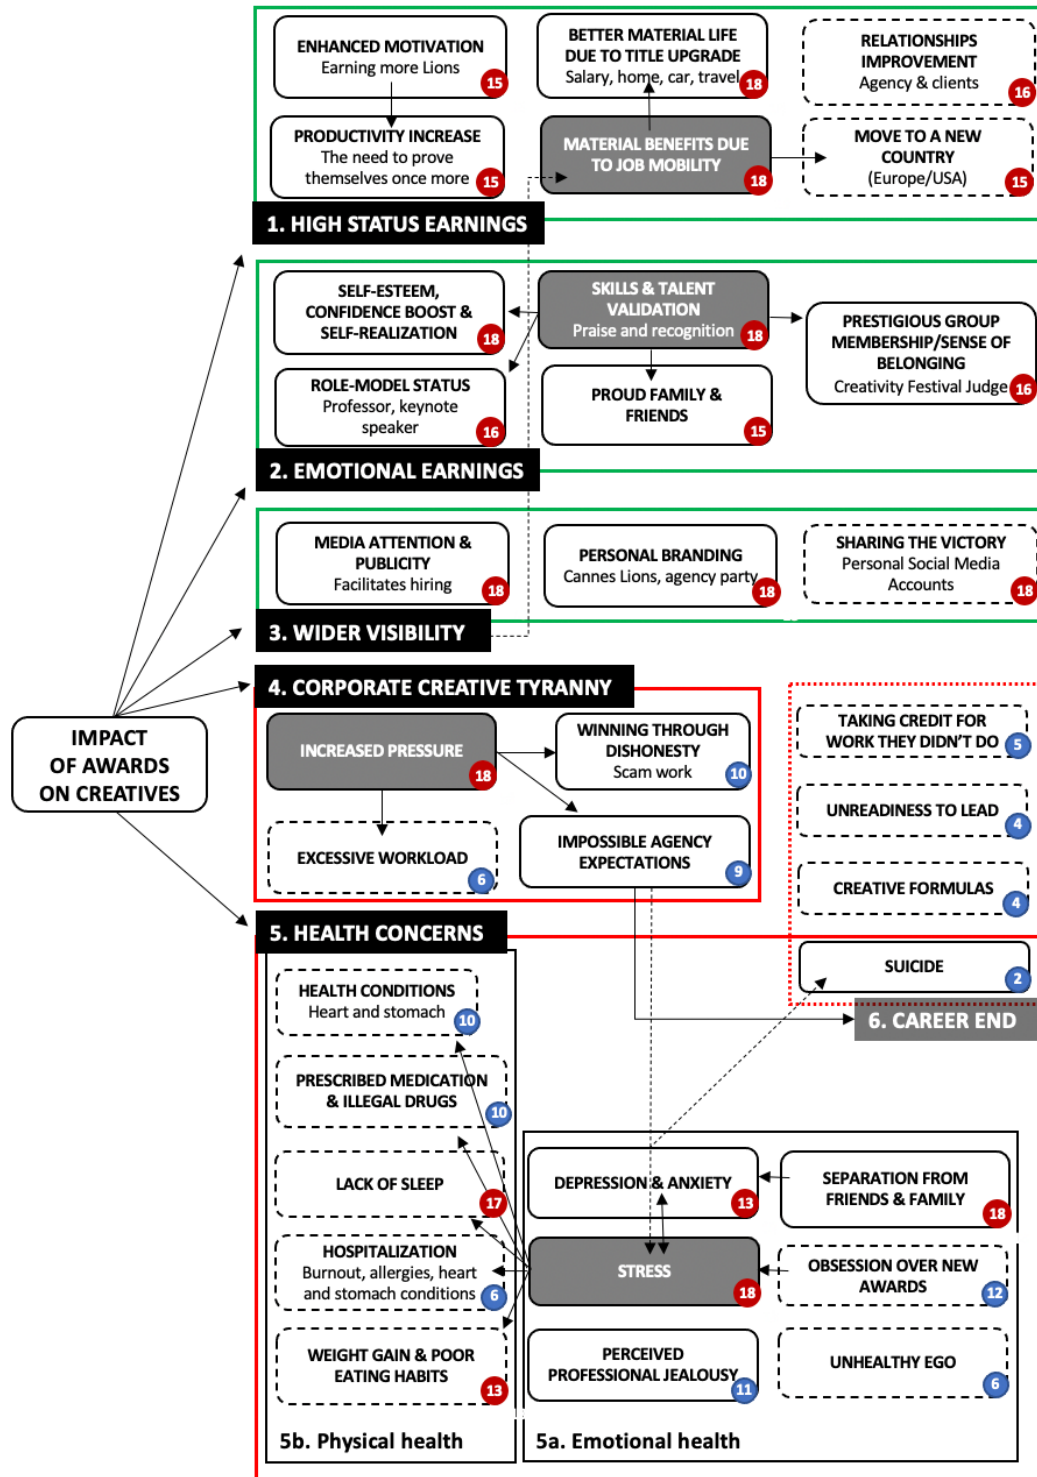 ENHANCED MOTIVATION
Earning more Lions
15
BETTER MATERIAL LIFE
DUE TO TITLE UPGRADE
Salary, home, car, travel
18
RELATIONSHIPS
IMPROVEMENT
Agency & clients
16
PRODUCTIVITY INCREASE
The need to prove
themselves once more
15
MATERIAL BENEFITS DUE
TO JOB MOBILITY
18
MOVE TO A NEW
COUNTRY
(Europe/USA)
15
1. HIGH STATUS EARNINGS
SELF-ESTEEM,
CONFIDENCE BOOST &
SELF-REALIZATION
18
SKILLS & TALENT
VALIDATION
Praise and recognition
18
PRESTIGIOUS GROUP
MEMBERSHIP/SENSE OF
BELONGING
Creativity Festival Judge
16
ROLE-MODEL STATUS
Professor, keynote
speaker
16
PROUD FAMILY &
FRIENDS
15
2. EMOTIONAL EARNINGS
MEDIA ATTENTION &
PUBLICITY
Facilitates hiring
18
PERSONAL BRANDING
Cannes Lions, agency party
18
SHARING THE VICTORY
Personal Social Media
Accounts
18
3. WIDER VISIBILITY
IMPACT
OF AWARDS
ON CREATIVES
4. CORPORATE CREATIVE TYRANNY
INCREASED PRESSURE
18
WINNING THROUGH
DISHONESTY
Scam work
10
EXCESSIVE WORKLOAD
6
IMPOSSIBLE AGENCY
EXPECTATIONS
9
TAKING CREDIT FOR
WORK THEY DIDN'T DO
5
UNREADINESS TO LEAD
4
CREATIVE FORMULAS
4
SUICIDE
2
6. CAREER END
5. HEALTH CONCERNS
HEALTH CONDITIONS
Heart and stomach
10
PRESCRIBED MEDICATION
& ILLEGAL DRUGS
10
LACK OF SLEEP
17
HOSPITALIZATION
Burnout, allergies, heart
and stomach conditions
6
WEIGHT GAIN & POOR
EATING HABITS
13
5b. Physical health
DEPRESSION & ANXIETY
13
SEPARATION FROM
FRIENDS & FAMILY
18
STRESS
18
OBSESSION OVER NEW
AWARDS
12
PERCEIVED
PROFESSIONAL JEALOUSY
11
UNHEALTHY EGO
6
5a. Emotional health